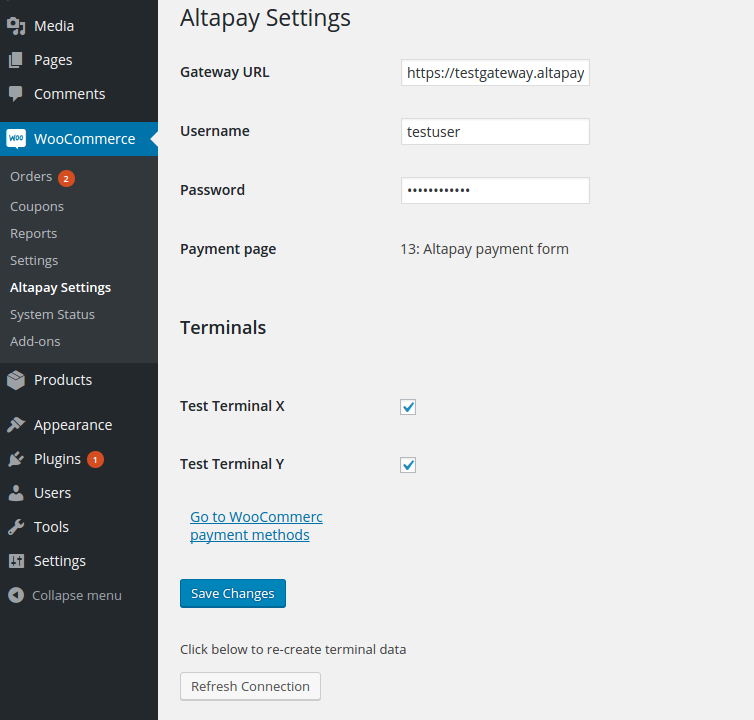 Media
Pages
Comments
WOO WooCommerce
Orders 2
Coupons
Reports
Settings
Altapay Settings
System Status
Add-ons
Products
Appearance
Plugins 1
Users
Tools
Settings
Collapse menu
Altapay Settings
Gateway URL https://testgateway.altapay
Username testuser
Password ••••••••••••
Payment page 13: Altapay payment form
Terminals
Test Terminal X
Test Terminal Y
Go to WooCommerc
payment methods
Save Changes
Click below to re-create terminal data
Refresh Connection